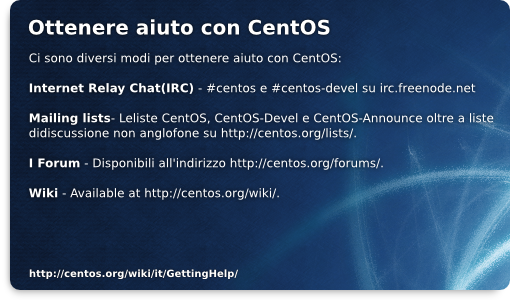 Ottenere aiuto con CentOS
Ci sono diversi modi per ottenere aiuto con CentOS:
Internet Relay Chat(IRC) - #centos e #centos-devel su irc.freenode.net
Mailing lists- Leliste CentOS, CentOS-Devel e CentOS-Announce oltre a liste
didiscussione non anglofone su http://centos.org/lists/.
I Forum - Disponibili all'indirizzo http://centos.org/forums/.
Wiki - Available at http://centos.org/wiki/.
http://centos.org/wiki/it/GettingHelp/